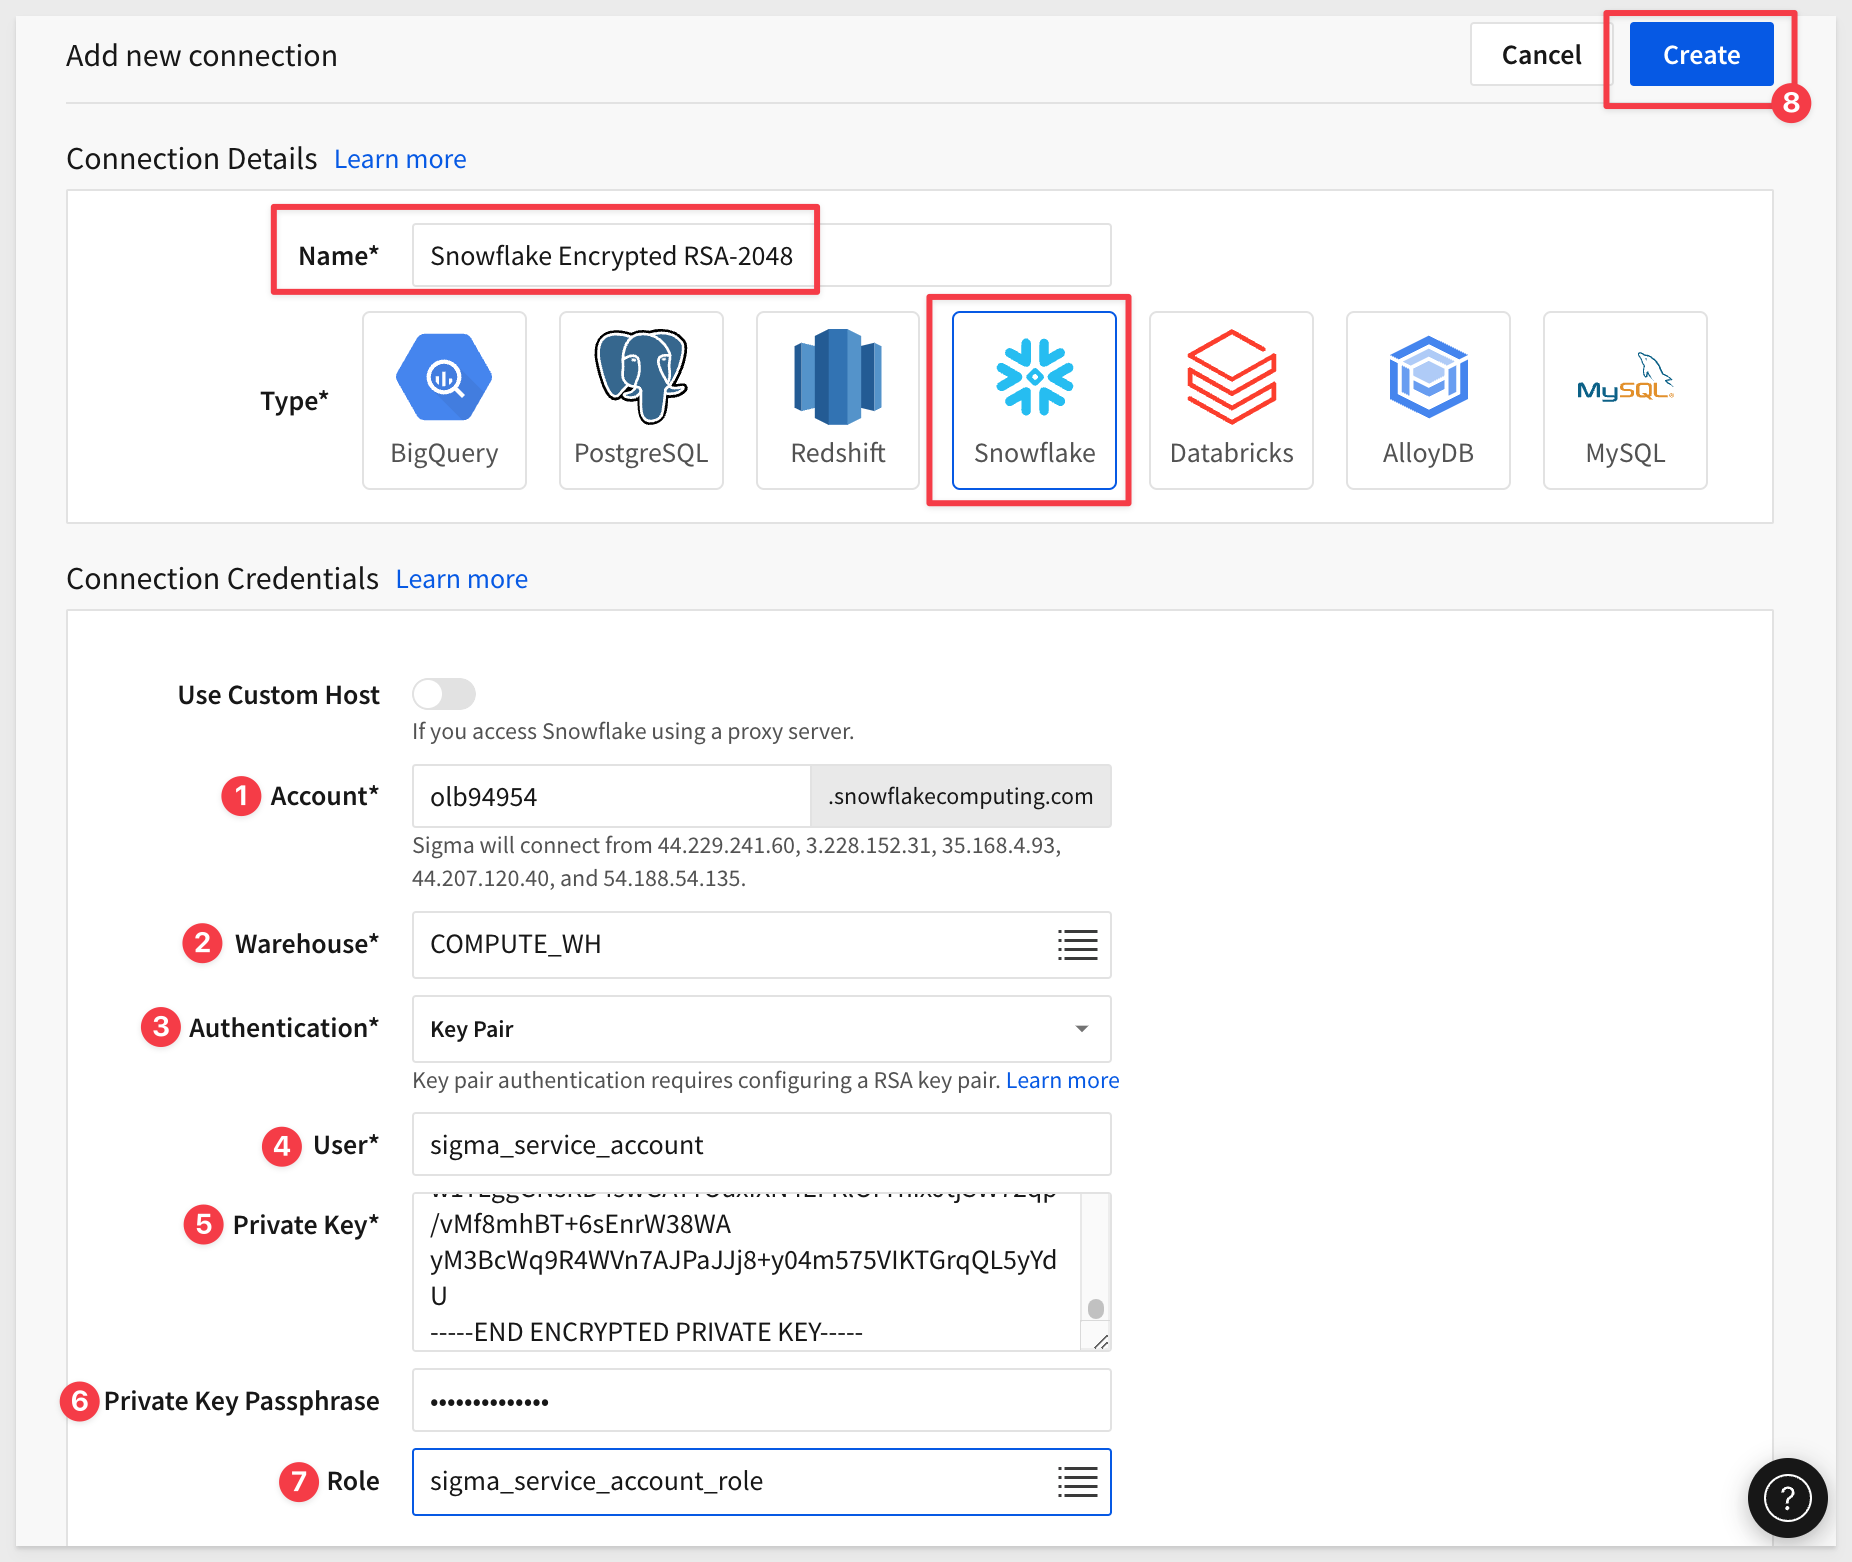 Add new connection
Cancel
Create
8
Connection Details Learn more
Name* Snowflake Encrypted RSA-2048
Type*
BigQuery
PostgreSQL
Redshift
Snowflake
Databricks
AlloyDB
MySQL
MySQL
Connection Credentials Learn more
Use Custom Host
If you access Snowflake using a proxy server.
1 Account* olb94954 .snowflakecomputing.com
Sigma will connect from 44.229.241.60, 3.228.152.31, 35.168.4.93,
44.207.120.40, and 54.188.54.135.
2 Warehouse* COMPUTE_WH
3 Authentication* Key Pair
Key pair authentication requires configuring a RSA key pair. Learn more
4 User* sigma_service_account
5 Private Key*
/vMf8mhBT+6sEnrW38WA
yM3BcWq9R4WVn7AJPaJJj8+y04m575VIKTGrqQL5yYd
U
-----END ENCRYPTED PRIVATE KEY-----
6 Private Key Passphrase ••••••••••••••
7 Role sigma_service_account_role
?